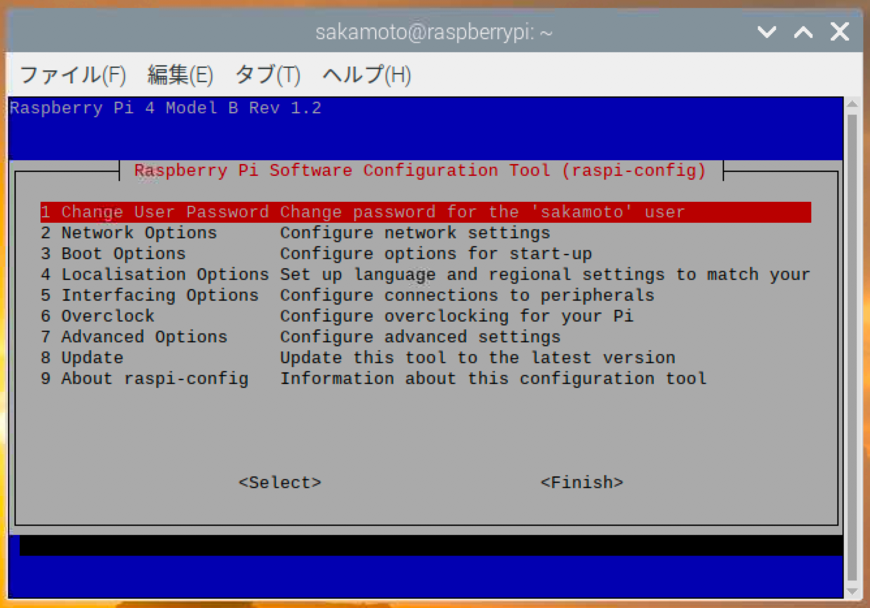 sakamoto@raspberrypi: ~
ファイル(F) 編集(E) タブ(T) ヘルプ(H)
Raspberry Pi 4 Model B Rev 1.2
Raspberry Pi Software Configuration Tool (raspi-config)
1 Change User Password Change password for the 'sakamoto' user
2 Network Options Configure network settings
3 Boot Options Configure options for start-up
4 Localisation Options Set up language and regional settings to match your
5 Interfacing Options Configure connections to peripherals
6 Overclock Configure overclocking for your Pi
7 Advanced Options Configure advanced settings
8 Update Update this tool to the latest version
9 About raspi-config Information about this configuration tool
<Select> <Finish>